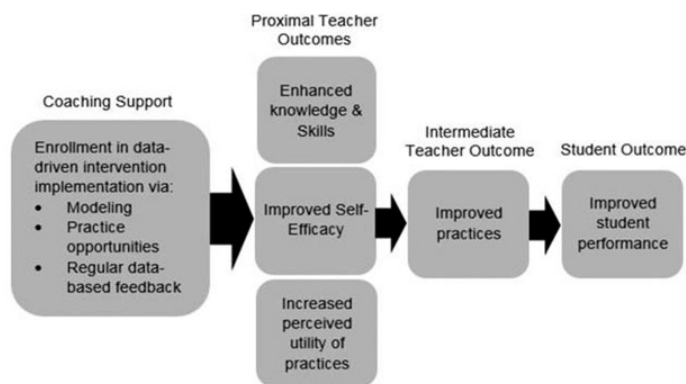 Proximal Teacher
Outcomes
Enhanced
knowledge &
Skills
Coaching Support
Enrollment in data-
driven intervention
implementation via:
• Modeling
• Practice
opportunities
• Regular data-
based feedback
Improved Self-
Efficacy
Increased
perceived
utility of
practices
Intermediate
Teacher Outcome
Improved
practices
Student Outcome
Improved
student
performance